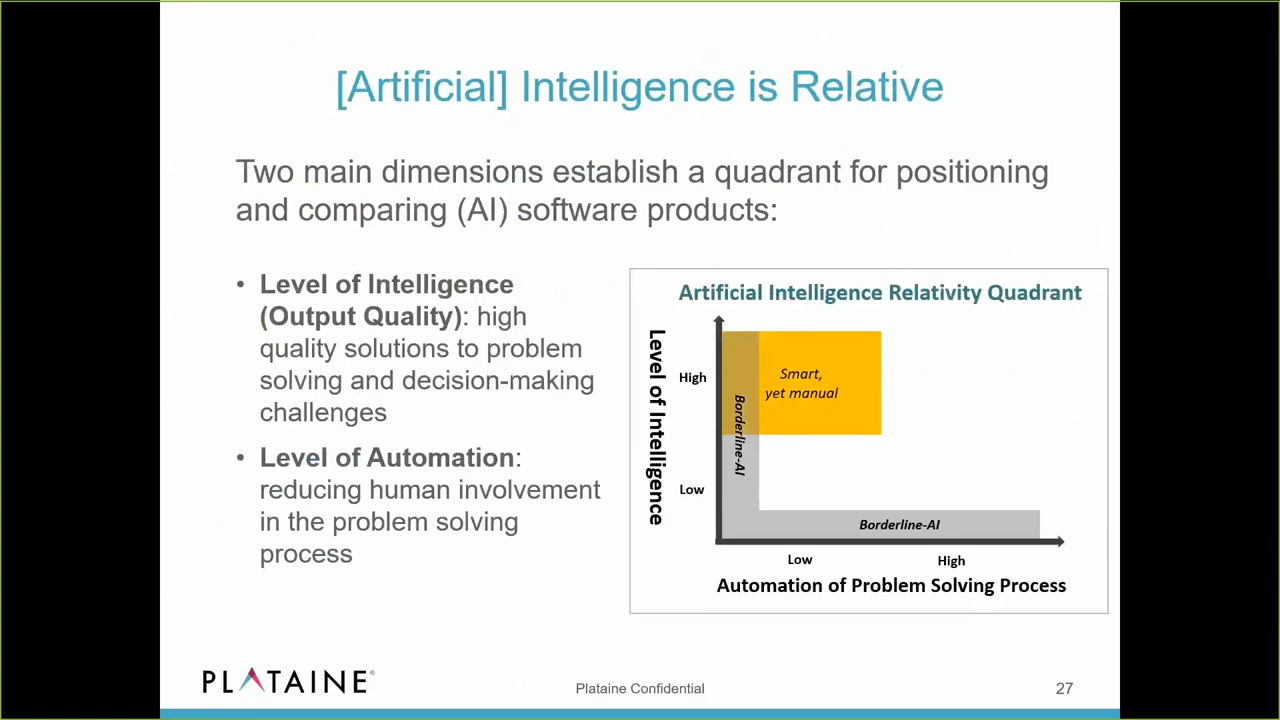 [Artificial] Intelligence is Relative
Two main dimensions establish a quadrant for positioning
and comparing (AI) software products:
• Level of Intelligence
(Output Quality): high
quality solutions to problem
solving and decision-making
challenges
• Level of Automation:
reducing human involvement
in the problem solving
process
Artificial Intelligence Relativity Quadrant
Level of Intelligence
High
Low
Smart,
yet manual
Borderline-AI
Borderline-AI
Low
High
Automation of Problem Solving Process
PLATAINE®
Plataine Confidential
27